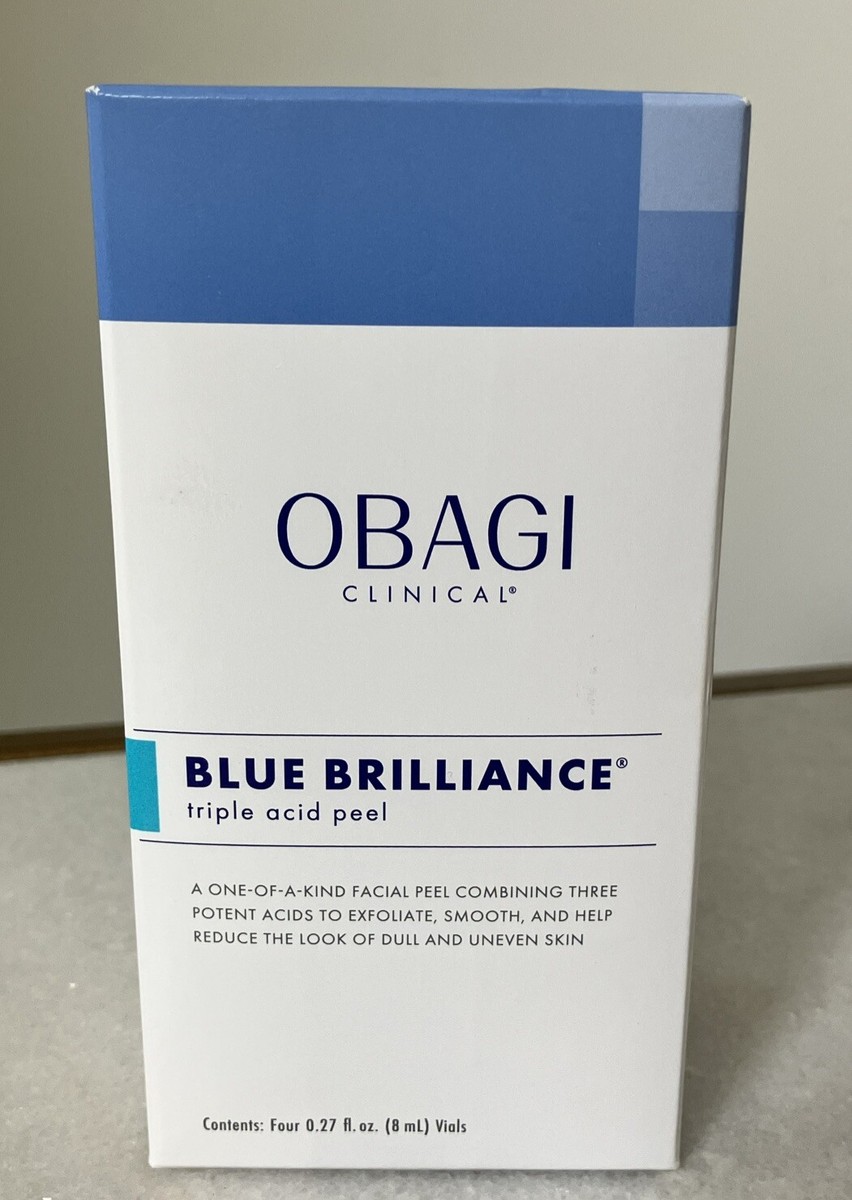 OBAGI
CLINICAL®
BLUE BRILLIANCE®
triple acid peel
A ONE-OF-A-KIND FACIAL PEEL COMBINING THREE
POTENT ACIDS TO EXFOLIATE, SMOOTH, AND HELP
REDUCE THE LOOK OF DULL AND UNEVEN SKIN
Contents: Four 0.27 fl. oz. (8 mL) Vials